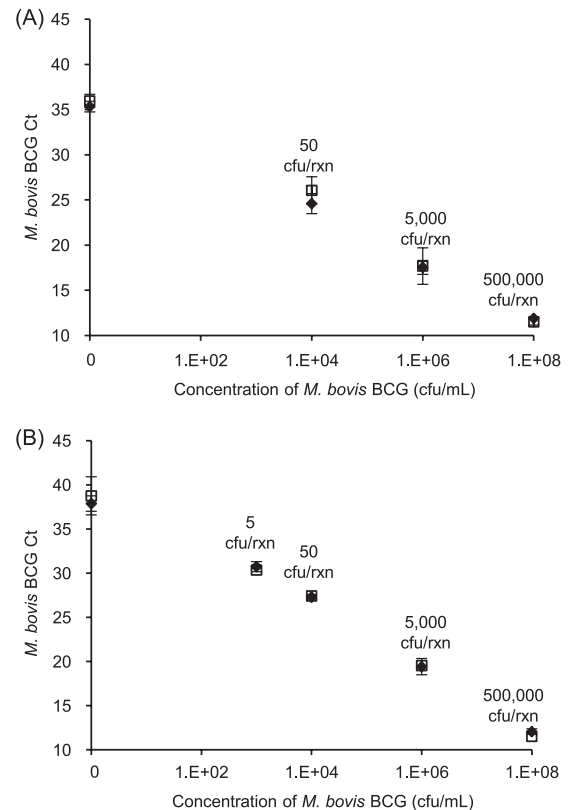 (A)
45
40
35
30
25
20
15
10
M. bovis BCG Ct
50
cfu/rxn
5,000
cfu/rxn
500,000
cfu/rxn
0 1.E+02 1.E+04 1.E+06 1.E+08
Concentration of M. bovis BCG (cfu/mL)
(B)
45
40
35
30
25
20
15
10
M. bovis BCG Ct
5
cfu/rxn
50
cfu/rxn
5,000
cfu/rxn
500,000
cfu/rxn
0 1.E+02 1.E+04 1.E+06 1.E+08
Concentration of M. bovis BCG (cfu/mL)